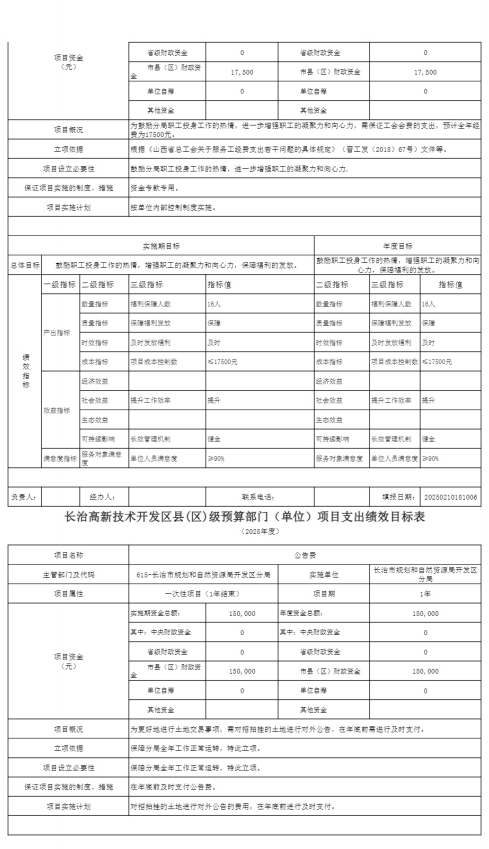 项目资金 省级财政资金 0 省级财政资金 0
（元） 市县（区）财政资金 17,500 市县（区）财政资金 17,500
单位自筹 0 单位自筹 0
其他资金 其他资金
项目概况 为鼓励分局职工投身工作的热情，进一步增强职工的凝聚力和向心力，需保证工会会费的支出，预计全年经
费为17500元。
立项依据 根据《山西省总工会关于服务工经费支出若干问题的具体规定》（晋工发（2018）67号）文件等。
项目设立必要性 鼓励分局职工投身工作的热情，进一步增强职工的凝聚力和向心力。
保证项目实施的制度、措施 资金专款专用。
项目实施计划 按单位内部控制制度实施。
实施期目标 年度目标
总体目标 鼓励职工投身工作的热情，增强职工的凝聚力和向心力，保障福利的发放。 鼓励职工投身工作的热情，增强职工的凝聚力和向
心力，保障福利的发放。
绩效指标 一级指标 二级指标 三级指标 指标值 二级指标 三级指标 指标值
产出指标 数量指标 福利保障人数 16人 数量指标 福利保障人数 16人
质量指标 保障福利发放 保障 质量指标 保障福利发放 保障
时效指标 及时发放福利 及时 时效指标 及时发放福利 及时
成本指标 项目成本控制数 ≤17500元 成本指标 项目成本控制数 ≤17500元
效益指标 经济效益 经济效益
社会效益 提升工作效率 提升 社会效益 提升工作效率 提升
生态效益 生态效益
可持续影响 长效管理机制 健全 可持续影响 长效管理机制 健全
满意度指标 服务对象满意度 单位人员满意度 ≥90% 服务对象满意度 单位人员满意度 ≥90%
负责人： 经办人： 联系电话： 填报日期： 20250210181006
长治高新技术开发区县(区)级预算部门（单位）项目支出绩效目标表
（2025年度）
项目名称 公告费
主管部门及代码 615-长治市规划和自然资源局开发区分局 实施单位 长治市规划和自然资源局开发区
分局
项目属性 一次性项目（1年结束） 项目期 1年
项目资金 实施期资金总额： 150,000 年度资金总额： 150,000
（元） 其中：中央财政资金 0 其中：中央财政资金 0
省级财政资金 0 省级财政资金 0
市县（区）财政资金 150,000 市县（区）财政资金 150,000
单位自筹 0 单位自筹 0
其他资金 其他资金
项目概况 为更好地进行土地交易事项，需对招拍挂的土地进行对外公告，在年底前需进行及时支付。
立项依据 保障分局全年工作正常运转，特此立项。
项目设立必要性 保障分局全年工作正常运转，特此立项。
保证项目实施的制度、措施 在年底前及时支付公告费。
项目实施计划 对招拍挂的土地进行对外公告的费用，在年底前进行及时支付。